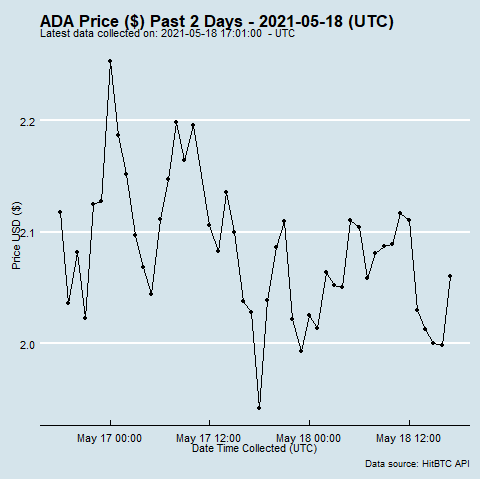 ADA Price ($) Past 2 Days - 2021-05-18 (UTC)
Latest data collected on: 2021-05-18 17:01:00 - UTC
2.2
2.1
2.0
Price USD ($)
May 17 00:00
May 17 12:00
May 18 00:00
May 18 12:00
Date Time Collected (UTC)
Data source: HitBTC API